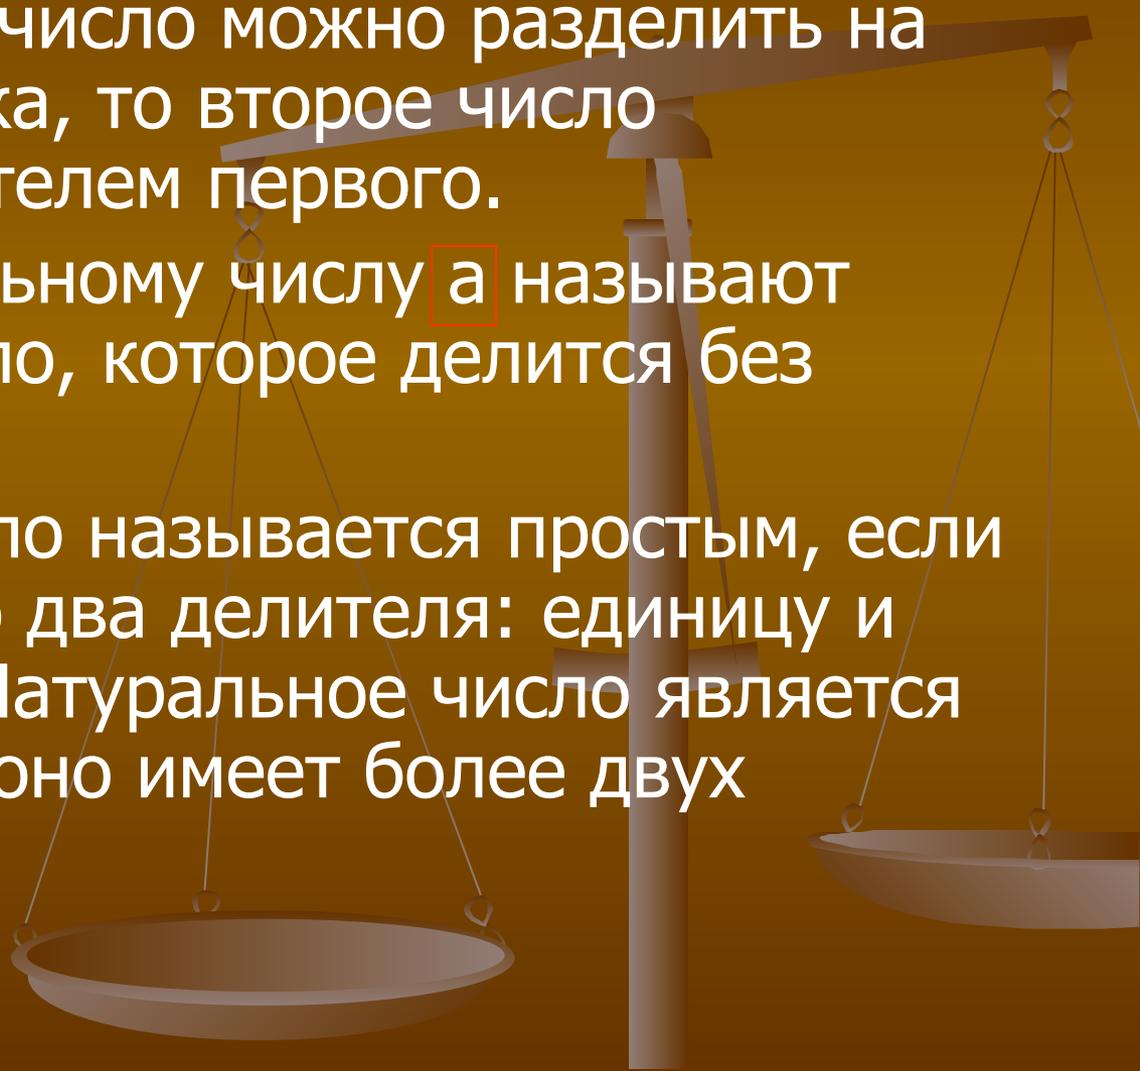 число можно разделить на
ка, то второе число
телем первого.
ьному числу а называют
ло, которое делится без
ло называется простым, если
о два делителя: единицу и
Натуральное число является
оно имеет более двух